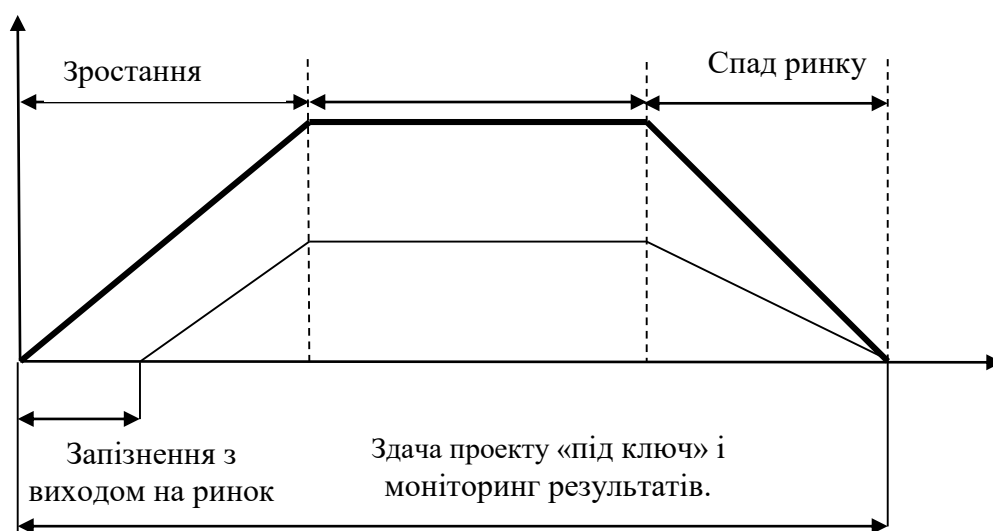 Зростання
Спад ринку
Запізнення з
виходом на ринок
Здача проекту «під ключ» і
моніторинг результатів.